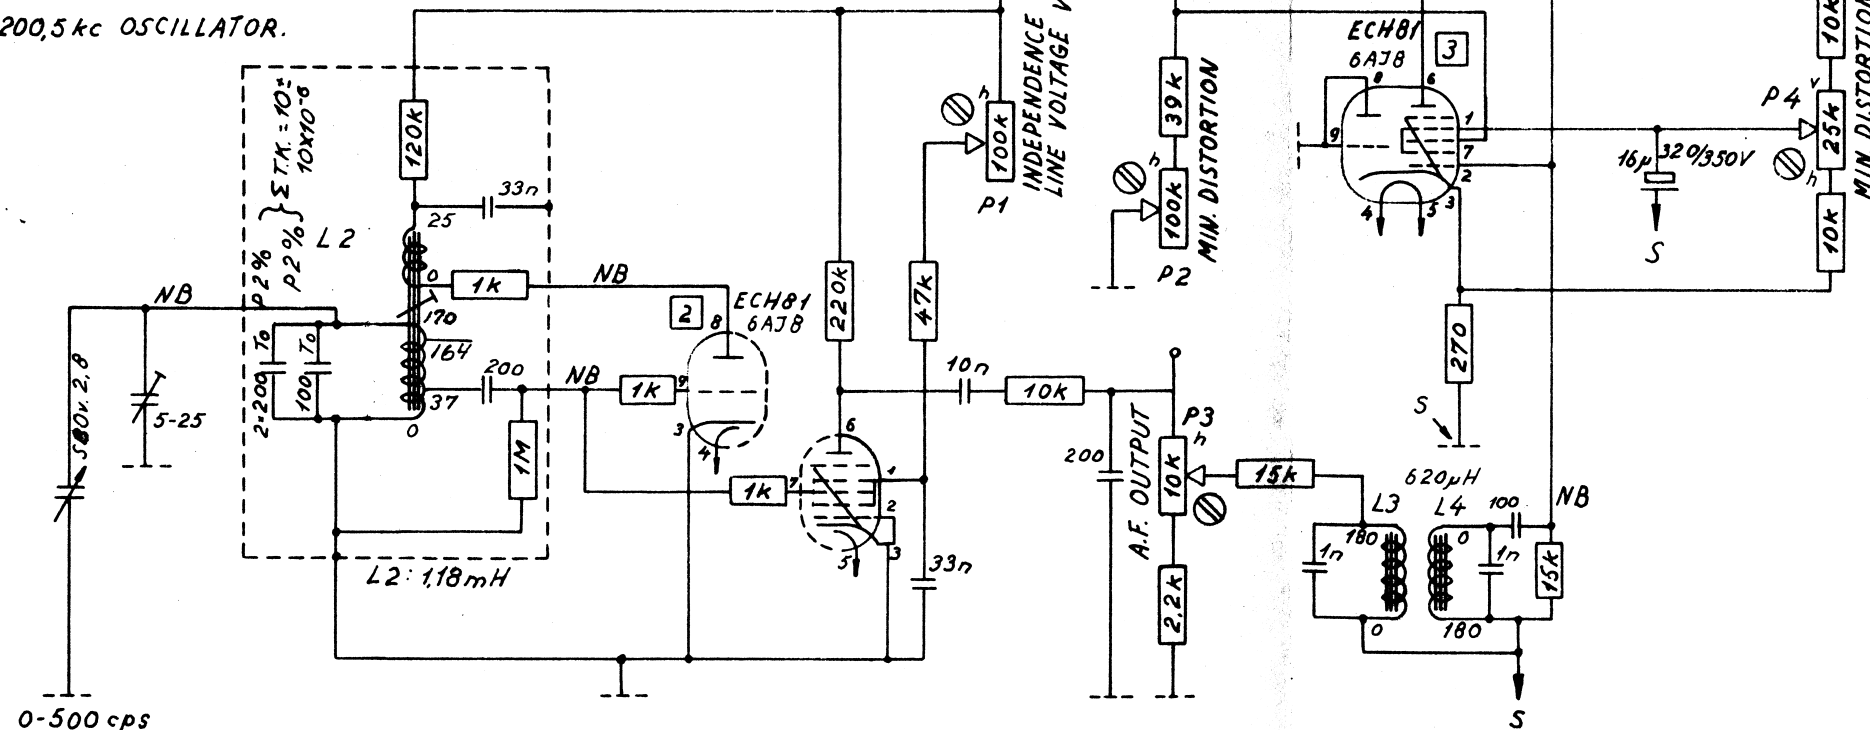 200,5 kc OSCILLATOR.
120k
Σ T.K. = 10 ±
10x10-6
P2%
P2%
L2
25
33n
0
1k
NB
NB
170
164
37
0
To
To
2=200
100
5-25
200
NB
1k
1M
1k
L2: 1,18mH
0-500 cps
2
ECH81
6AJ8
8
9
3
4
220k
47k
h
100k
P1
INDEPENDENCE
LINE VOLTAGE V
6
7
1
2
3
5
33n
10n
10k
200
A.F. OUTPUT
P3
h
10k
2,2k
15k
39k
h
100k
P2
MIN. DISTORTION
ECH81
6AJ8
3
8
6
9
1
7
2
3
4
5
16µ
320/350V
S
P4
v
h
10k
25k
10k
MIN DISTORTION
270
S
620µH
L3
L4
180
0
0
180
1n
1n
100
NB
15k
S